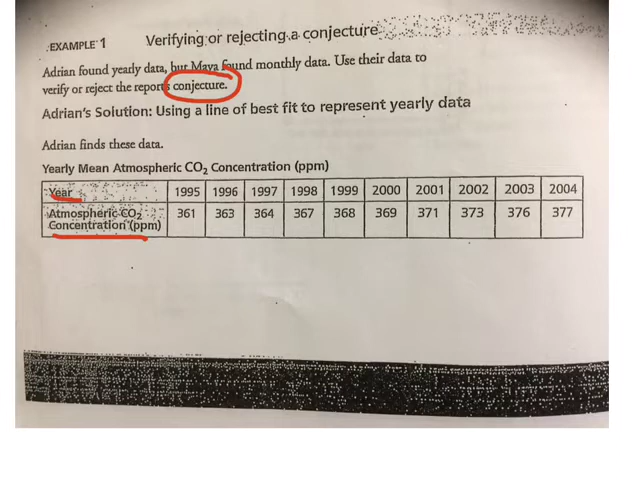 EXAMPLE 1 Verifying or rejecting a conjecture
Adrian found yearly data, but Maya found monthly data. Use their data to
verify or reject the report's conjecture.
Adrian's Solution: Using a line of best fit to represent yearly data
Adrian finds these data.
Yearly Mean Atmospheric CO₂ Concentration (ppm)
Year 1995 1996 1997 1998 1999 2000 2001 2002 2003 2004
Atmospheric CO₂ 361 363 364 367 368 369 371 373 376 377
Concentration (ppm)